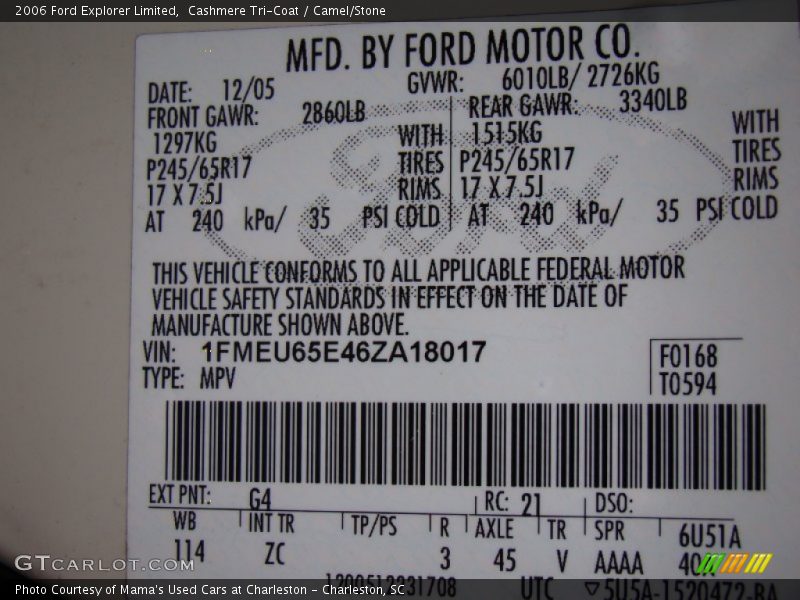 2006 Ford Explorer Limited,  Cashmere Tri-Coat / Camel/Stone
MFD. BY FORD MOTOR CO.
DATE: 12/05 GVWR: 6010LB/ 2726KG
FRONT GAWR: 2860LB REAR GAWR: 3340LB
1297KG WITH 1515KG WITH
P245/65R17 TIRES P245/65R17 TIRES
17 X 7.5J RIMS 17 X 7.5J RIMS
AT 240 kPa/ 35 PSI COLD AT 240 kPa/ 35 PSI COLD
Ford
THIS VEHICLE CONFORMS TO ALL APPLICABLE FEDERAL MOTOR
VEHICLE SAFETY STANDARDS IN EFFECT ON THE DATE OF
MANUFACTURE SHOWN ABOVE.
VIN: 1FMEU65E46ZA18017
F0168
TYPE: MPV
T0594
EXT PNT: G4 RC: 21 DSO:
WB INT TR TP/PS R AXLE TR SPR 6U51A
114 ZC 3 45 V AAAA
GTCARLOT.COM
UTC
Photo Courtesy of Mama's Used Cars at Charleston - Charleston, SC